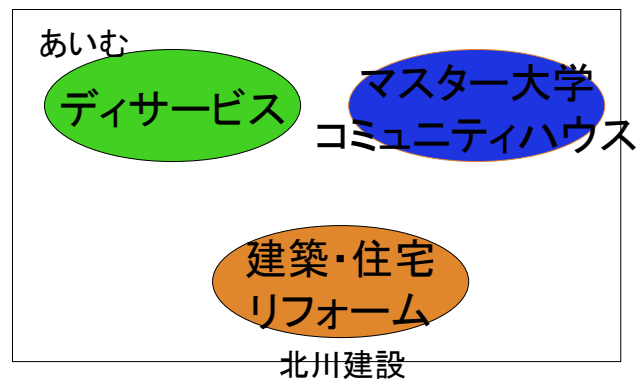 あいむ
ディサービス
マスター大学
コミュニティハウス
建築・住宅
リフォーム
北川建設